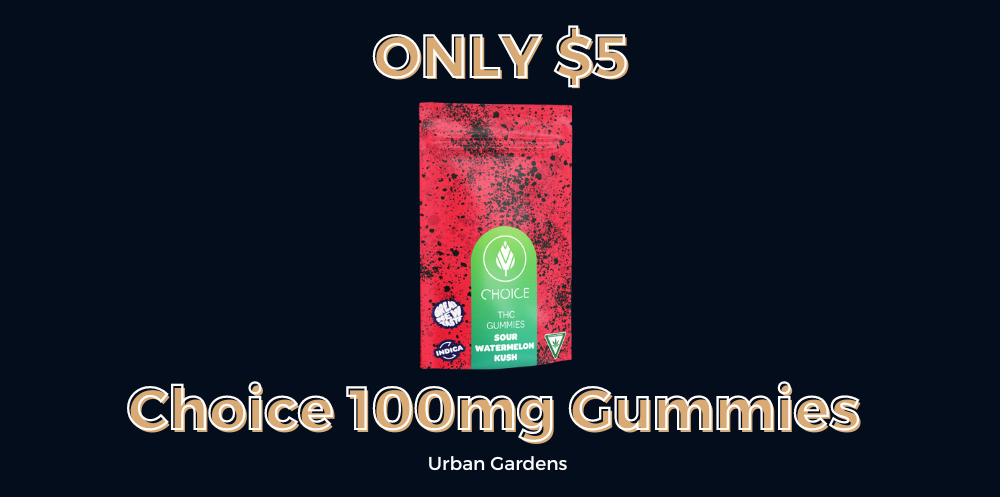 ONLY $5
CHOICE
THC
GUMMIES
SOUR
WATERMELON
KUSH
INDICA
Choice 100mg Gummies
Urban Gardens